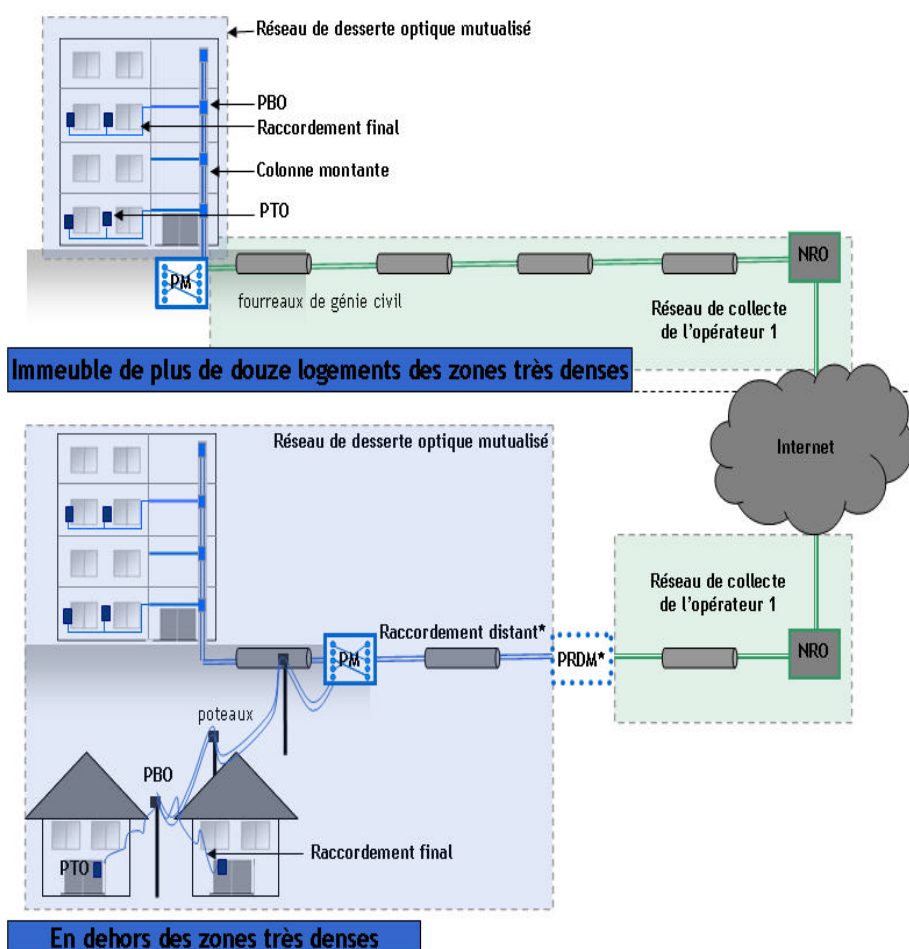 Réseau de desserte optique mutualisé
PBO
Raccordement final
Colonne montante
PTO
PM
NRO
fourreaux de génie civil
Réseau de collecte
de l'opérateur 1
Immeuble de plus de douze logements des zones très denses
Internet
Réseau de desserte optique mutualisé
Réseau de collecte
de l'opérateur 1
Raccordement distant*
PM
PRDM*
NRO
poteaux
PBO
PTO
Raccordement final
En dehors des zones très denses